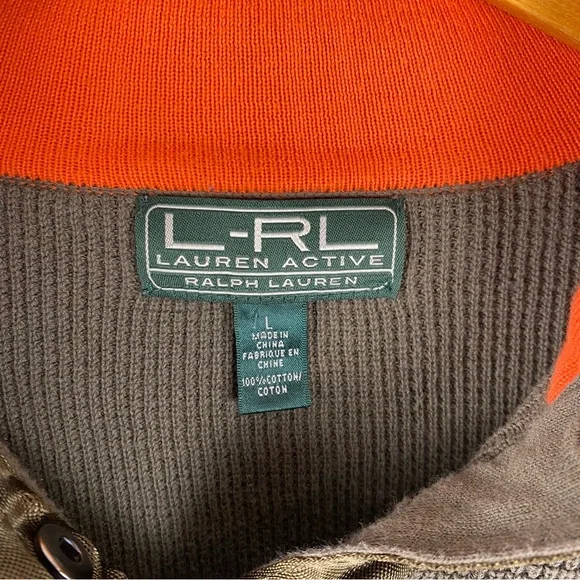 L-RL
LAUREN ACTIVE
RALPH LAUREN
L
MADE IN
CHINA
FABRIQUE EN
CHINE
100%COTTON/
COTON